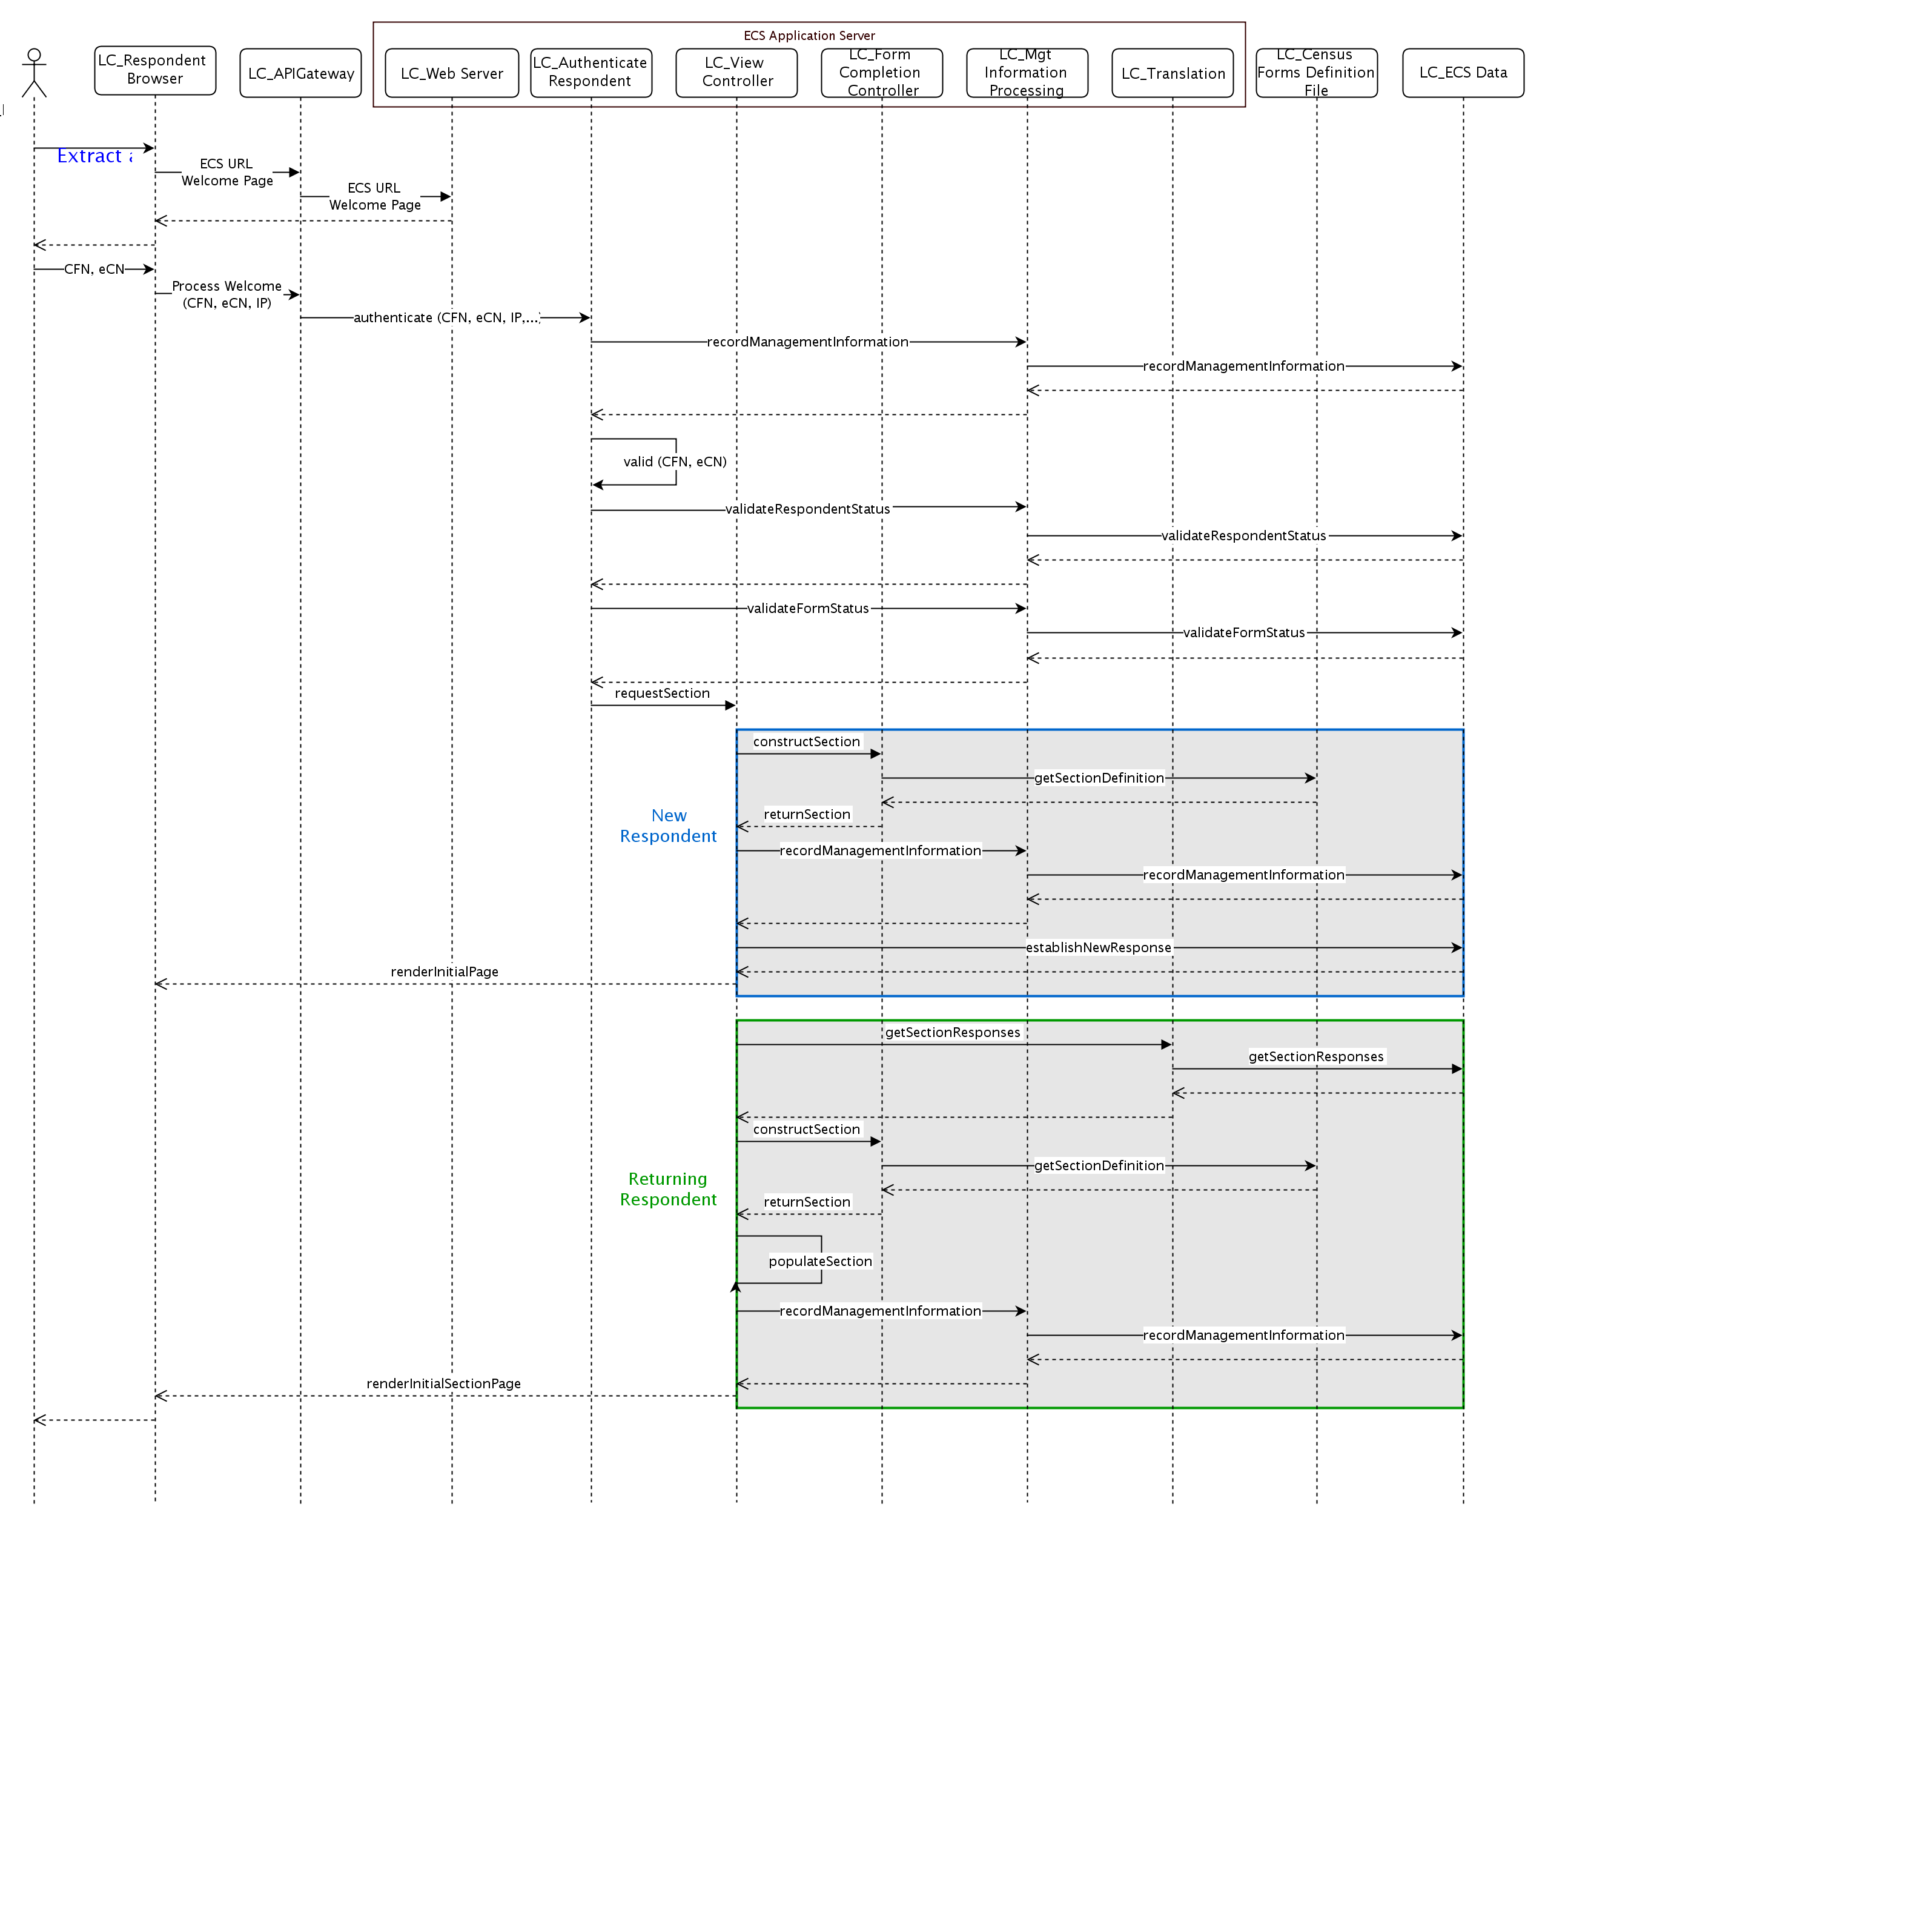 ECS Application Server
LC_Respondent
Browser
LC_APIGateway
LC_Web Server
LC_Authenticate
Respondent
LC_View
Controller
LC_Form
Completion
Controller
LC_Mgt
Information
Processing
LC_Translation
LC_Census
Forms Definition
File
LC_ECS Data
Extract
ECS URL
Welcome Page
ECS URL
Welcome Page
CFN, eCN
Process Welcome
(CFN, eCN, IP)
authenticate (CFN, eCN, IP,...)
recordManagementInformation
recordManagementInformation
valid (CFN, eCN)
validateRespondentStatus
validateRespondentStatus
validateFormStatus
validateFormStatus
requestSection
constructSection
getSectionDefinition
returnSection
New
Respondent
recordManagementInformation
recordManagementInformation
establishNewResponse
renderInitialPage
getSectionResponses
getSectionResponses
constructSection
getSectionDefinition
Returning
Respondent
returnSection
populateSection
recordManagementInformation
recordManagementInformation
renderInitialSectionPage